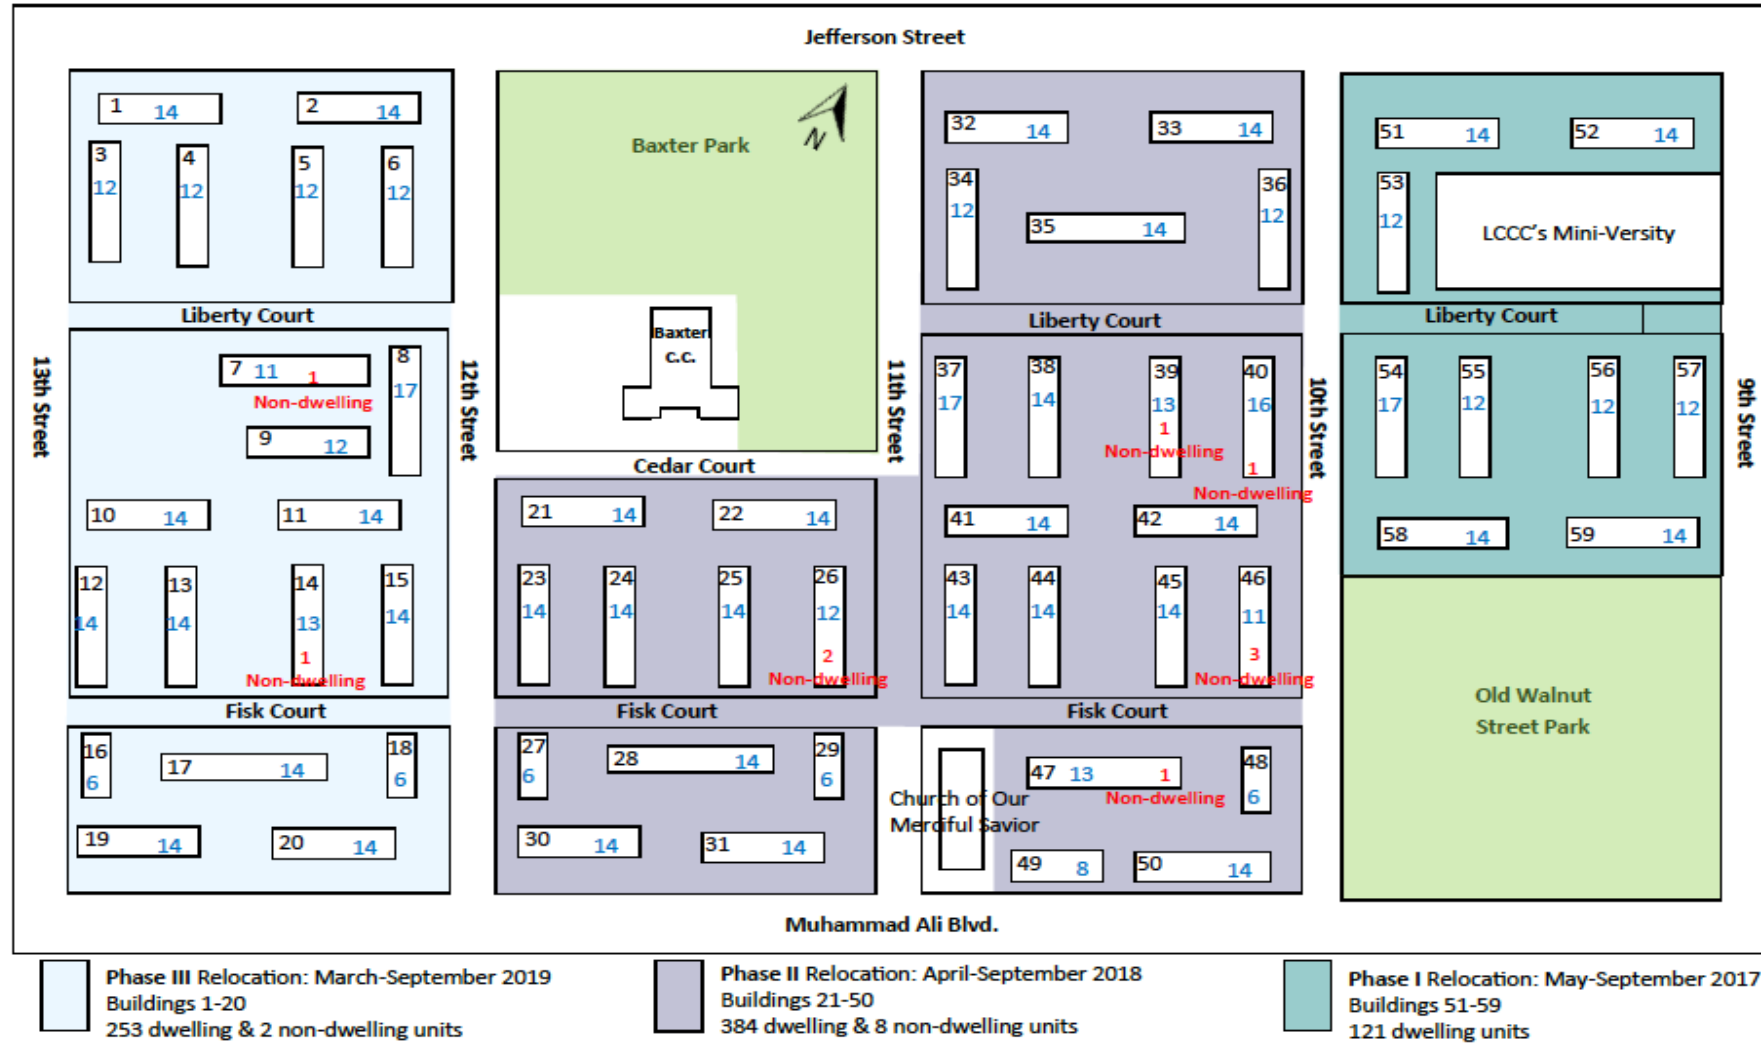 Jefferson Street
1 14
2 14
3
12
4
12
5
12
6
12
Liberty Court
13th Street
7 11 1
Non-dwelling
8
17
9 12
10 14
11 14
12
14
13
14
14
13
1
Non-dwelling
15
14
Fisk Court
16
6
17 14
18
6
19 14
20 14
12th Street
Baxter Park
N
Baxter
C.C.
Cedar Court
21 14
22 14
23
14
24
14
25
14
26
12
2
Non-dwelling
Fisk Court
27
6
28 14
29
6
30 14
31 14
11th Street
32 14
33 14
34
12
35 14
36
12
Liberty Court
37
17
38
14
39
13
1
Non-dwelling
40
16
1
Non-dwelling
41 14
42 14
43
14
44
14
45
14
46
11
3
Non-dwelling
Fisk Court
Church of Our
Merciful Savior
47 13 1
Non-dwelling
48
6
49 8
50 14
10th Street
51 14
52 14
53
12
LCCC's Mini-Versity
Liberty Court
54
17
55
12
56
12
57
12
58 14
59 14
9th Street
Old Walnut
Street Park
Muhammad Ali Blvd.
Phase III Relocation: March-September 2019
Buildings 1-20
253 dwelling & 2 non-dwelling units
Phase II Relocation: April-September 2018
Buildings 21-50
384 dwelling & 8 non-dwelling units
Phase I Relocation: May-September 2017
Buildings 51-59
121 dwelling units